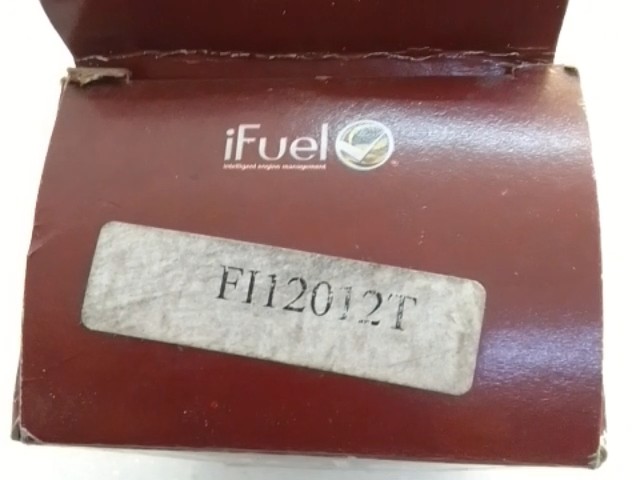 iFuel
intelligent engine management
FI12012T